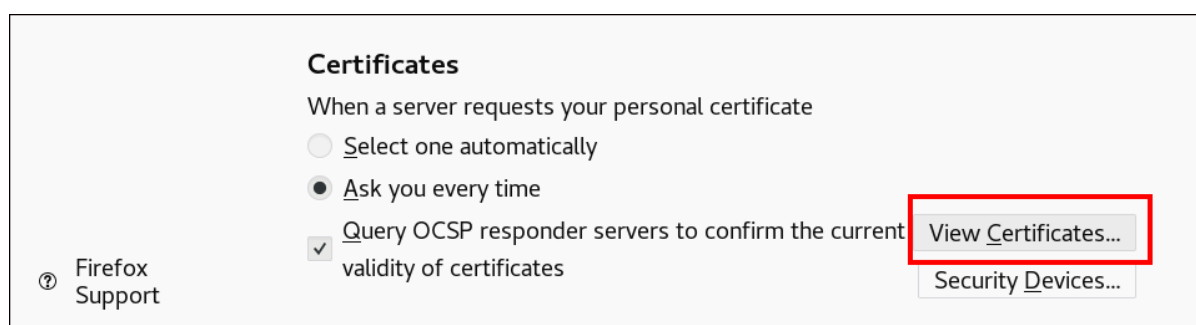 Certificates
When a server requests your personal certificate
Select one automatically
Ask you every time
Query OCSP responder servers to confirm the current
validity of certificates
View Certificates...
Security Devices...
Firefox
Support